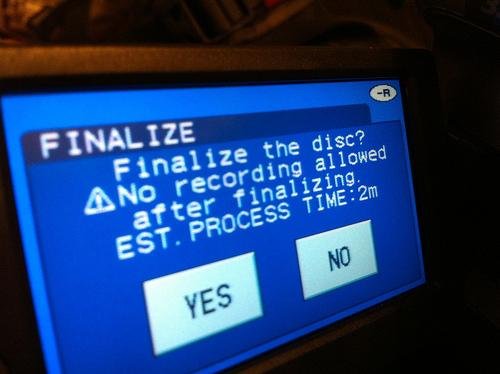 -R
FINALIZE
Finalize the disc?
No recording allowed
after finalizing.
EST. PROCESS TIME:2m
YES
NO